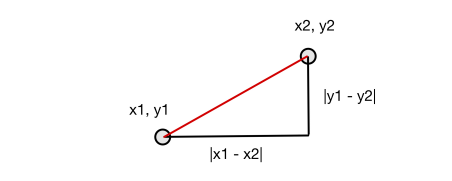 x2, y2
|y1 - y2|
x1, y1
|x1 - x2|